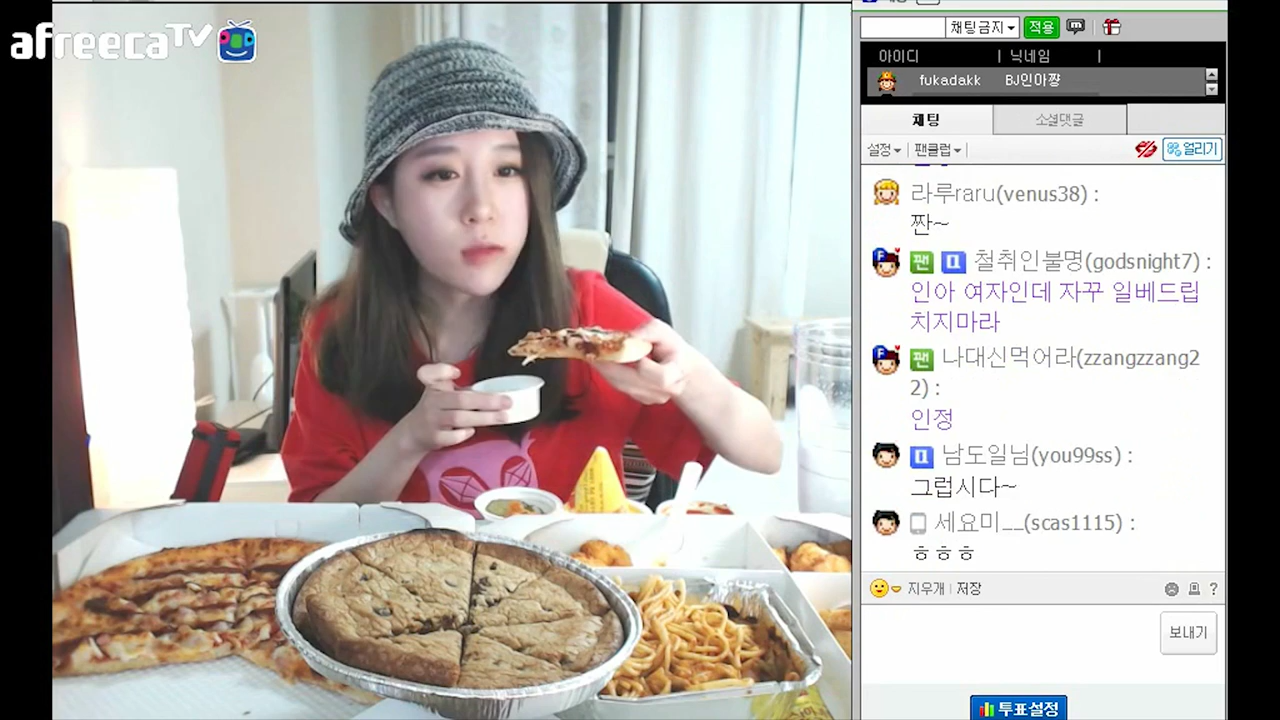 afreecaTV
채팅금지
적용
아이디 | 닉네임 |
fukadakk BJ인아쨩
채팅
소셜댓글
설정 | 팬클럽 |
얼리기
라루raru(venus38) :
짠~
팬 철취인불명(godsnight7) :
인아 여자인데 자꾸 일베드립
치지마라
팬 나대신먹어라(zzangzzang2
2) :
인정
남도일님(you99ss) :
그럽시다~
세요미__(scas1115) :
ㅎㅎㅎ
지우개 | 저장
?
보내기
투표설정